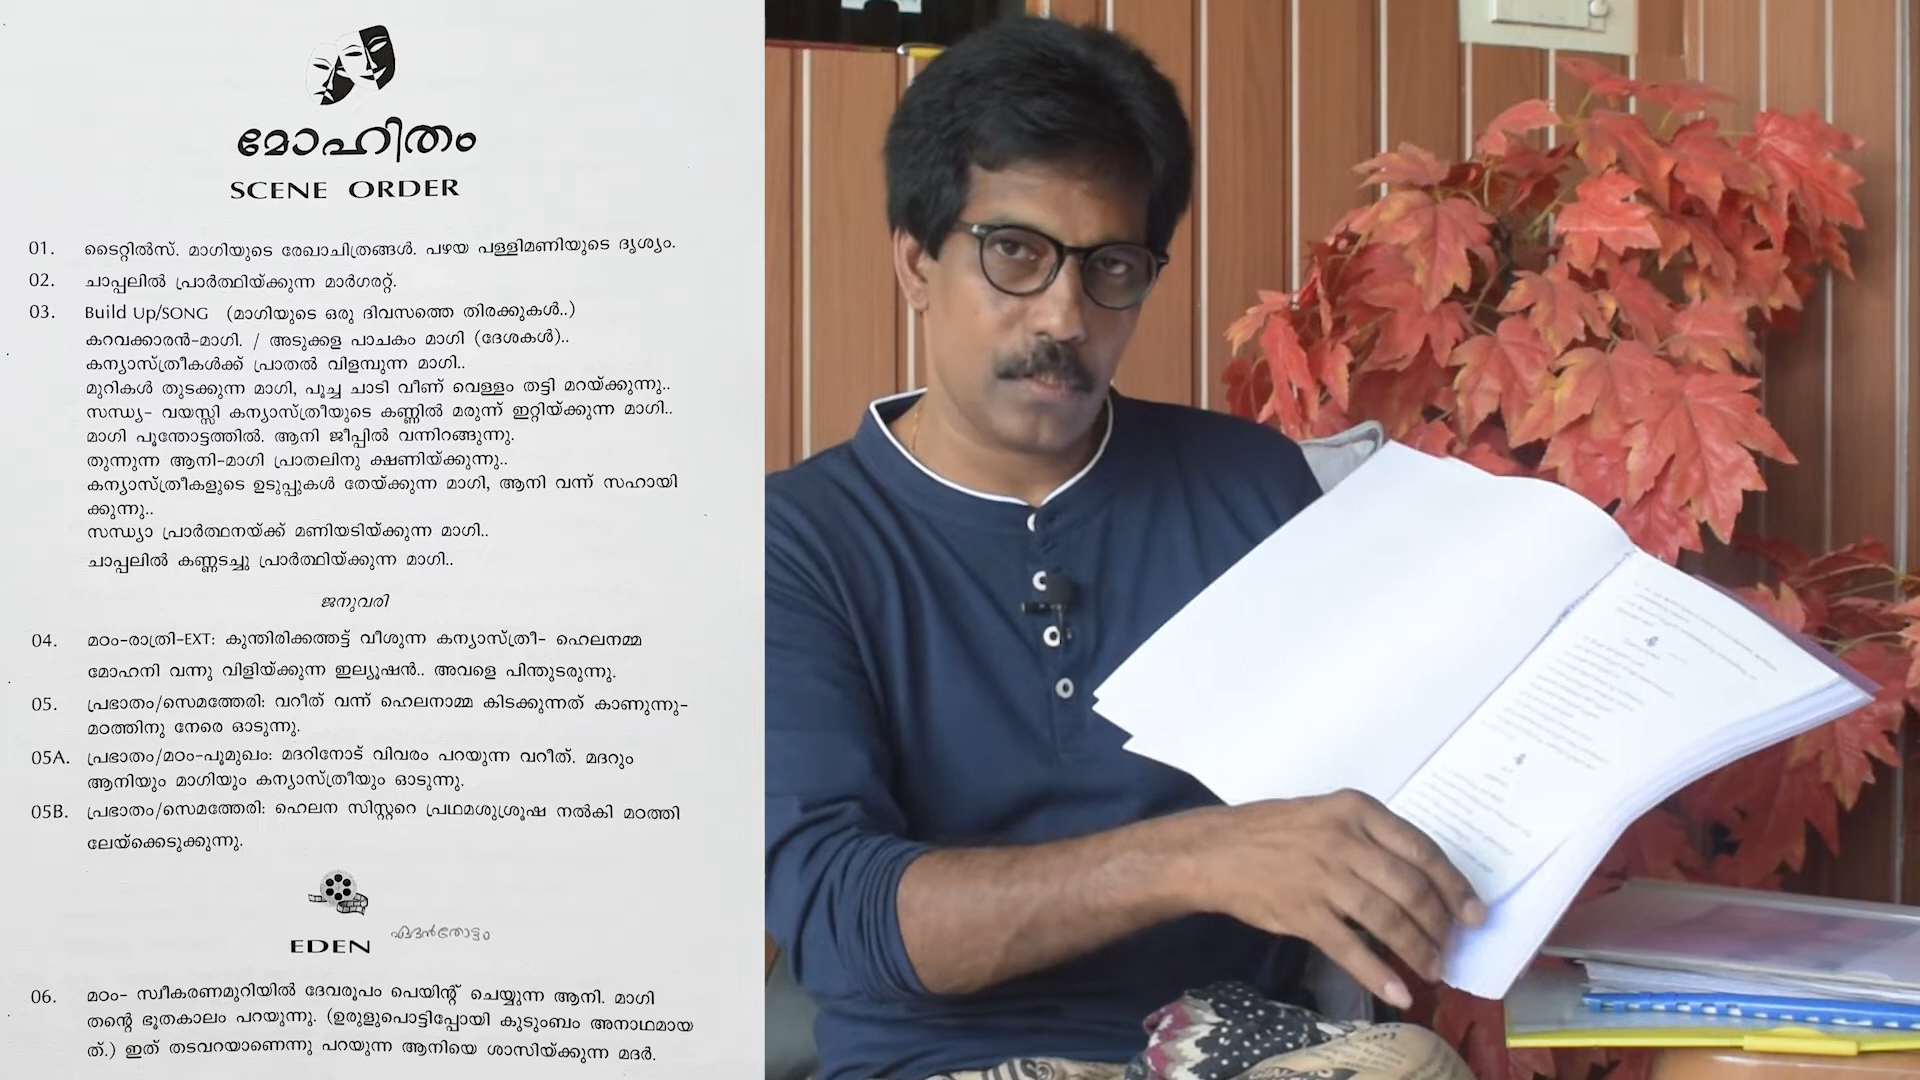 മോഹിതം
SCENE ORDER
01. ടൈറ്റിൽസ്. മാഗിയുടെ രേഖാചിത്രങ്ങൾ. പഴയ പള്ളിമണിയുടെ ദൃശ്യം.
02. ചാപ്പലിൽ പ്രാർത്ഥിയ്ക്കുന്ന മാർഗരറ്റ്.
03. Build Up/SONG (മാഗിയുടെ ഒരു ദിവസത്തെ തിരക്കുകൾ..)
കറവക്കാരൻ-മാഗി. / അടുക്കള പാചകം മാഗി (ദേശകൾ)..
കന്യാസ്ത്രീകൾക്ക് പ്രാതൽ വിളമ്പുന്ന മാഗി..
മുറികൾ തുടക്കുന്ന മാഗി, പൂച്ച ചാടി വീണ് വെള്ളം തട്ടി മറയ്ക്കുന്നു..
സന്ധ്യ- വയസ്സി കന്യാസ്ത്രീയുടെ കണ്ണിൽ മരുന്ന് ഇറ്റിയ്ക്കുന്ന മാഗി..
മാഗി പൂന്തോട്ടത്തിൽ. ആനി ജീപ്പിൽ വന്നിറങ്ങുന്നു.
തുന്നുന്ന ആനി-മാഗി പ്രാതലിനു ക്ഷണിയ്ക്കുന്നു..
കന്യാസ്ത്രീകളുടെ ഉടുപ്പുകൾ തേയ്ക്കുന്ന മാഗി, ആനി വന്ന് സഹായി
ക്കുന്നു..
സന്ധ്യാ പ്രാർത്ഥനയ്ക്ക് മണിയടിയ്ക്കുന്ന മാഗി..
ചാപ്പലിൽ കണ്ണടച്ചു പ്രാർത്ഥിയ്ക്കുന്ന മാഗി..
ജനുവരി
04. മഠം-രാത്രി-EXT: കുന്തിരിക്കത്തട്ട് വീശുന്ന കന്യാസ്ത്രീ- ഹെലനമ്മ
മോഹനി വന്നു വിളിയ്ക്കുന്ന ഇല്യൂഷൻ.. അവളെ പിന്തുടരുന്നു.
05. പ്രഭാതം/സെമത്തേരി: വറീത് വന്ന് ഹെലനാമ്മ കിടക്കുന്നത് കാണുന്നു-
മഠത്തിനു നേരെ ഓടുന്നു.
05A. പ്രഭാതം/മഠം-പൂമുഖം: മദറിനോട് വിവരം പറയുന്ന വറീത്. മദറും
ആനിയും മാഗിയും കന്യാസ്ത്രീയും ഓടുന്നു.
05B. പ്രഭാതം/സെമത്തേരി: ഹെലന സിസ്റ്ററെ പ്രഥമശുശ്രൂഷ നൽകി മഠത്തി
ലേയ്ക്കെടുക്കുന്നു.
EDEN ഏദൻതോട്ടം
06. മഠം- സ്വീകരണമുറിയിൽ ദേവരൂപം പെയിന്റ് ചെയ്യുന്ന ആനി. മാഗി
തന്റെ ഭൂതകാലം പറയുന്നു. (ഉരുളുപൊട്ടിപ്പോയി കുടുംബം അനാഥമായ
ത്.) ഇത് തടവറയാണെന്നു പറയുന്ന ആനിയെ ശാസിയ്ക്കുന്ന മദർ.